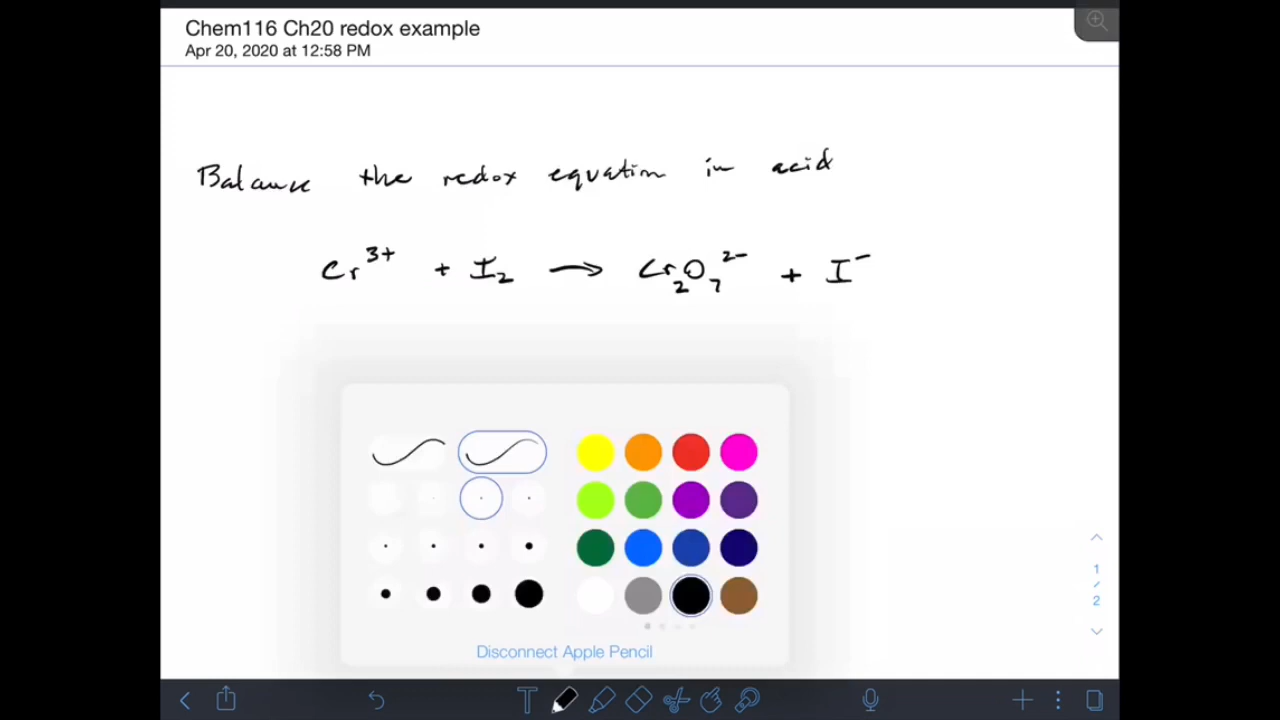 Chem116 Ch20 redox example
Apr 20, 2020 at 12:58 PM
Balance the redox equation in acid
Cr³⁺ + I₂ → Cr₂O₇²⁻ + I⁻
Disconnect Apple Pencil
1
/
2
T